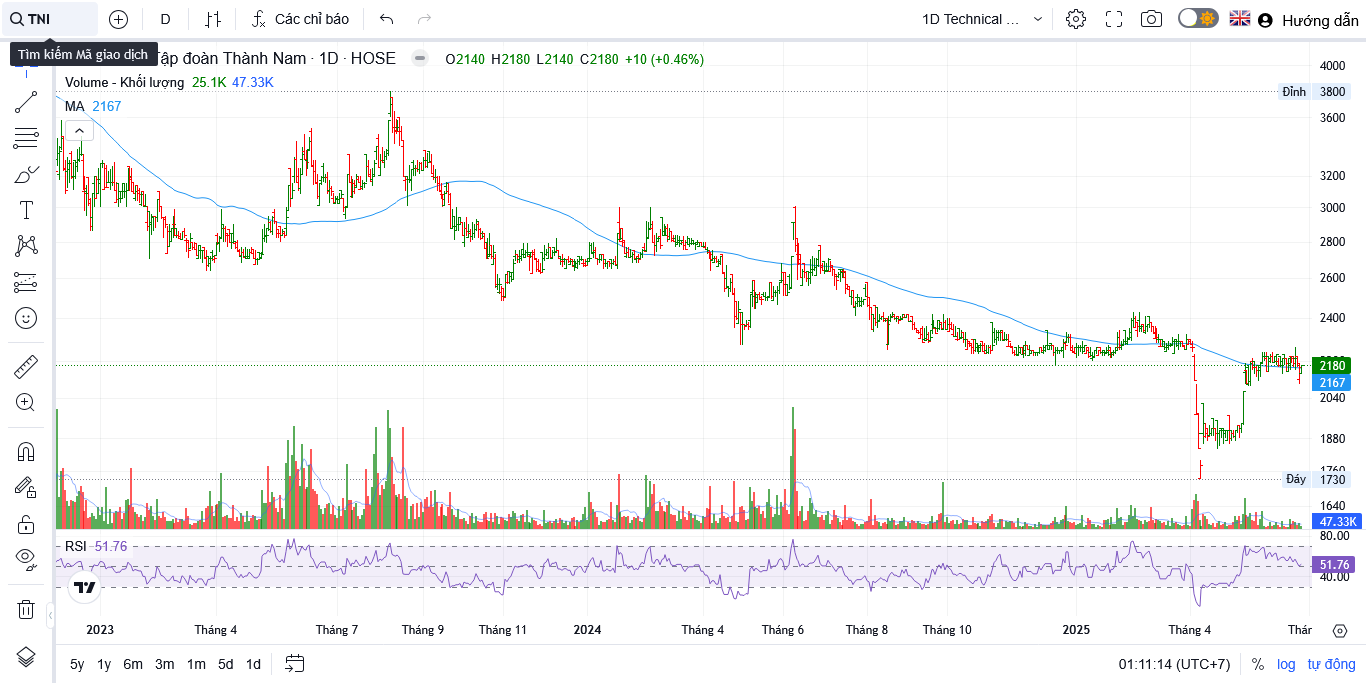 TNI
D
Các chỉ báo
1D Technical ...
Hướng dẫn
Tìm kiếm Mã giao dịch
Tập đoàn Thành Nam · 1D · HOSE
O2140 H2180 L2140 C2180 +10 (+0.46%)
Volume - Khối lượng 25.1K 47.33K
MA 2167
4000
Đỉnh 3800
3600
3200
3000
2800
2600
2400
2180
2167
2040
1880
1760
Đáy 1730
1640
47.33K
RSI 51.76
80.00
51.76
40.00
2023 Tháng 4 Tháng 7 Tháng 9 Tháng 11 2024 Tháng 4 Tháng 6 Tháng 8 Tháng 10 2025 Tháng 4 Thár
5y 1y 6m 3m 1m 5d 1d
01:11:14 (UTC+7) % log tự động